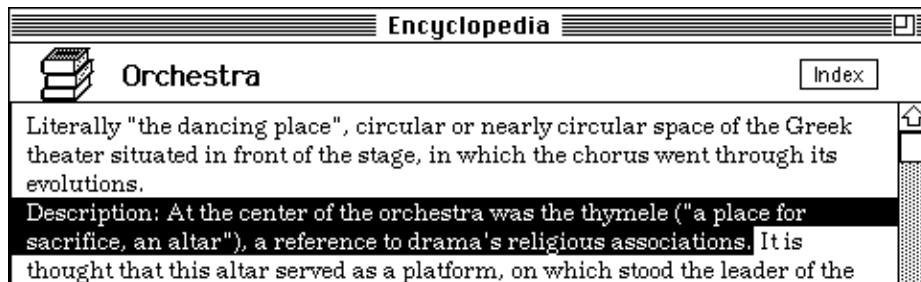 Encyclopedia
Orchestra
Index
Literally "the dancing place", circular or nearly circular space of the Greek
theater situated in front of the stage, in which the chorus went through its
evolutions.
Description: At the center of the orchestra was the thymele ("a place for
sacrifice, an altar"), a reference to drama's religious associations. It is
thought that this altar served as a platform, on which stood the leader of the